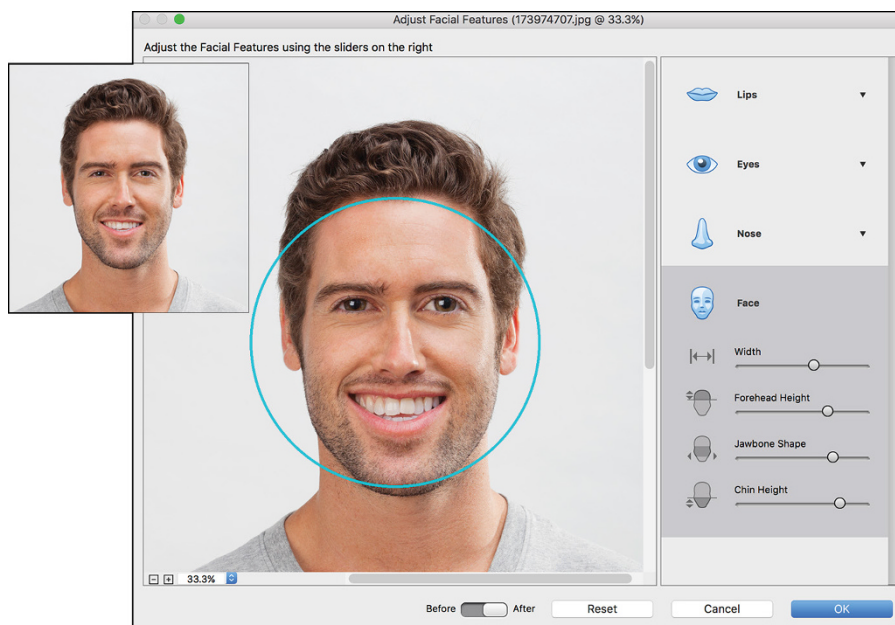 Adjust Facial Features (173974707.jpg @ 33.3%)
Adjust the Facial Features using the sliders on the right
Lips
Eyes
Nose
Face
Width
Forehead Height
Jawbone Shape
Chin Height
33.3%
Before After Reset Cancel OK